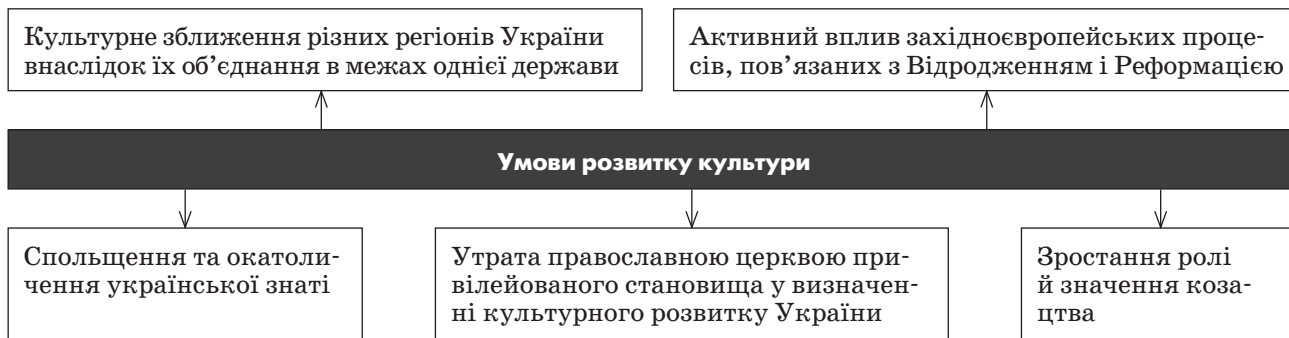 Культурне зближення різних регіонів України
внаслідок їх об’єднання в межах однієї держави
Активний вплив західноєвропейських проце-
сів, пов’язаних з Відродженням і Реформацією
Умови розвитку культури
Спольщення та окатоли-
чення української знаті
Утрата православною церквою при-
вілейованого становища у визначен-
ні культурного розвитку України
Зростання ролі
й значення коза-
цтва